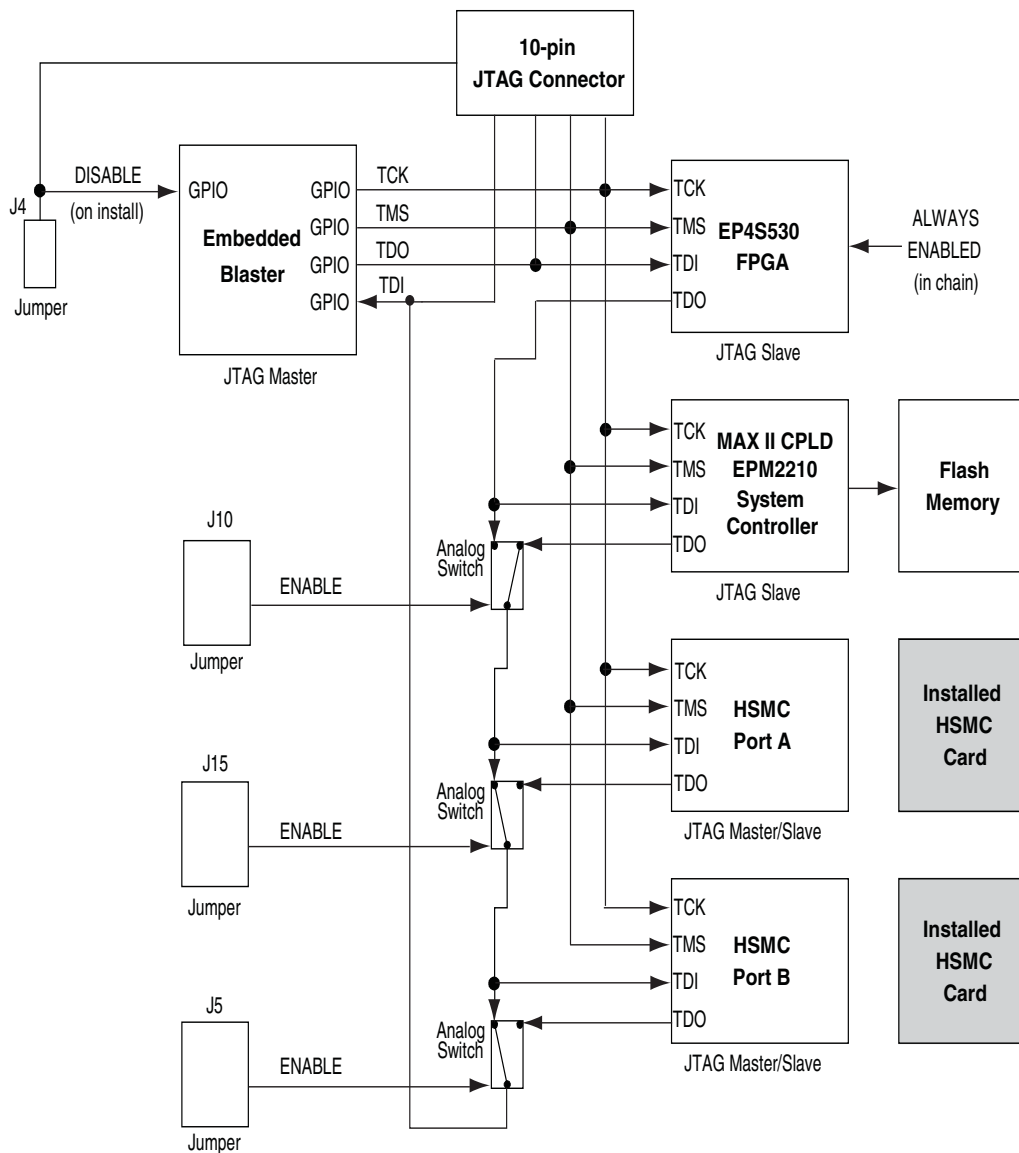 10-pin
JTAG Connector
DISABLE
(on install)
J4
Jumper
GPIO
Embedded
Blaster
GPIO
GPIO
GPIO
GPIO
JTAG Master
TCK
TMS
TDO
TDI
TCK
TMS
TDI
TDO
EP4S530
FPGA
JTAG Slave
ALWAYS
ENABLED
(in chain)
TCK
TMS
TDI
TDO
MAX II CPLD
EPM2210
System
Controller
JTAG Slave
Flash
Memory
J10
Jumper
ENABLE
Analog
Switch
TCK
TMS
TDI
TDO
HSMC
Port A
JTAG Master/Slave
Installed
HSMC
Card
J15
Jumper
ENABLE
Analog
Switch
TCK
TMS
TDI
TDO
HSMC
Port B
JTAG Master/Slave
Installed
HSMC
Card
J5
Jumper
ENABLE
Analog
Switch